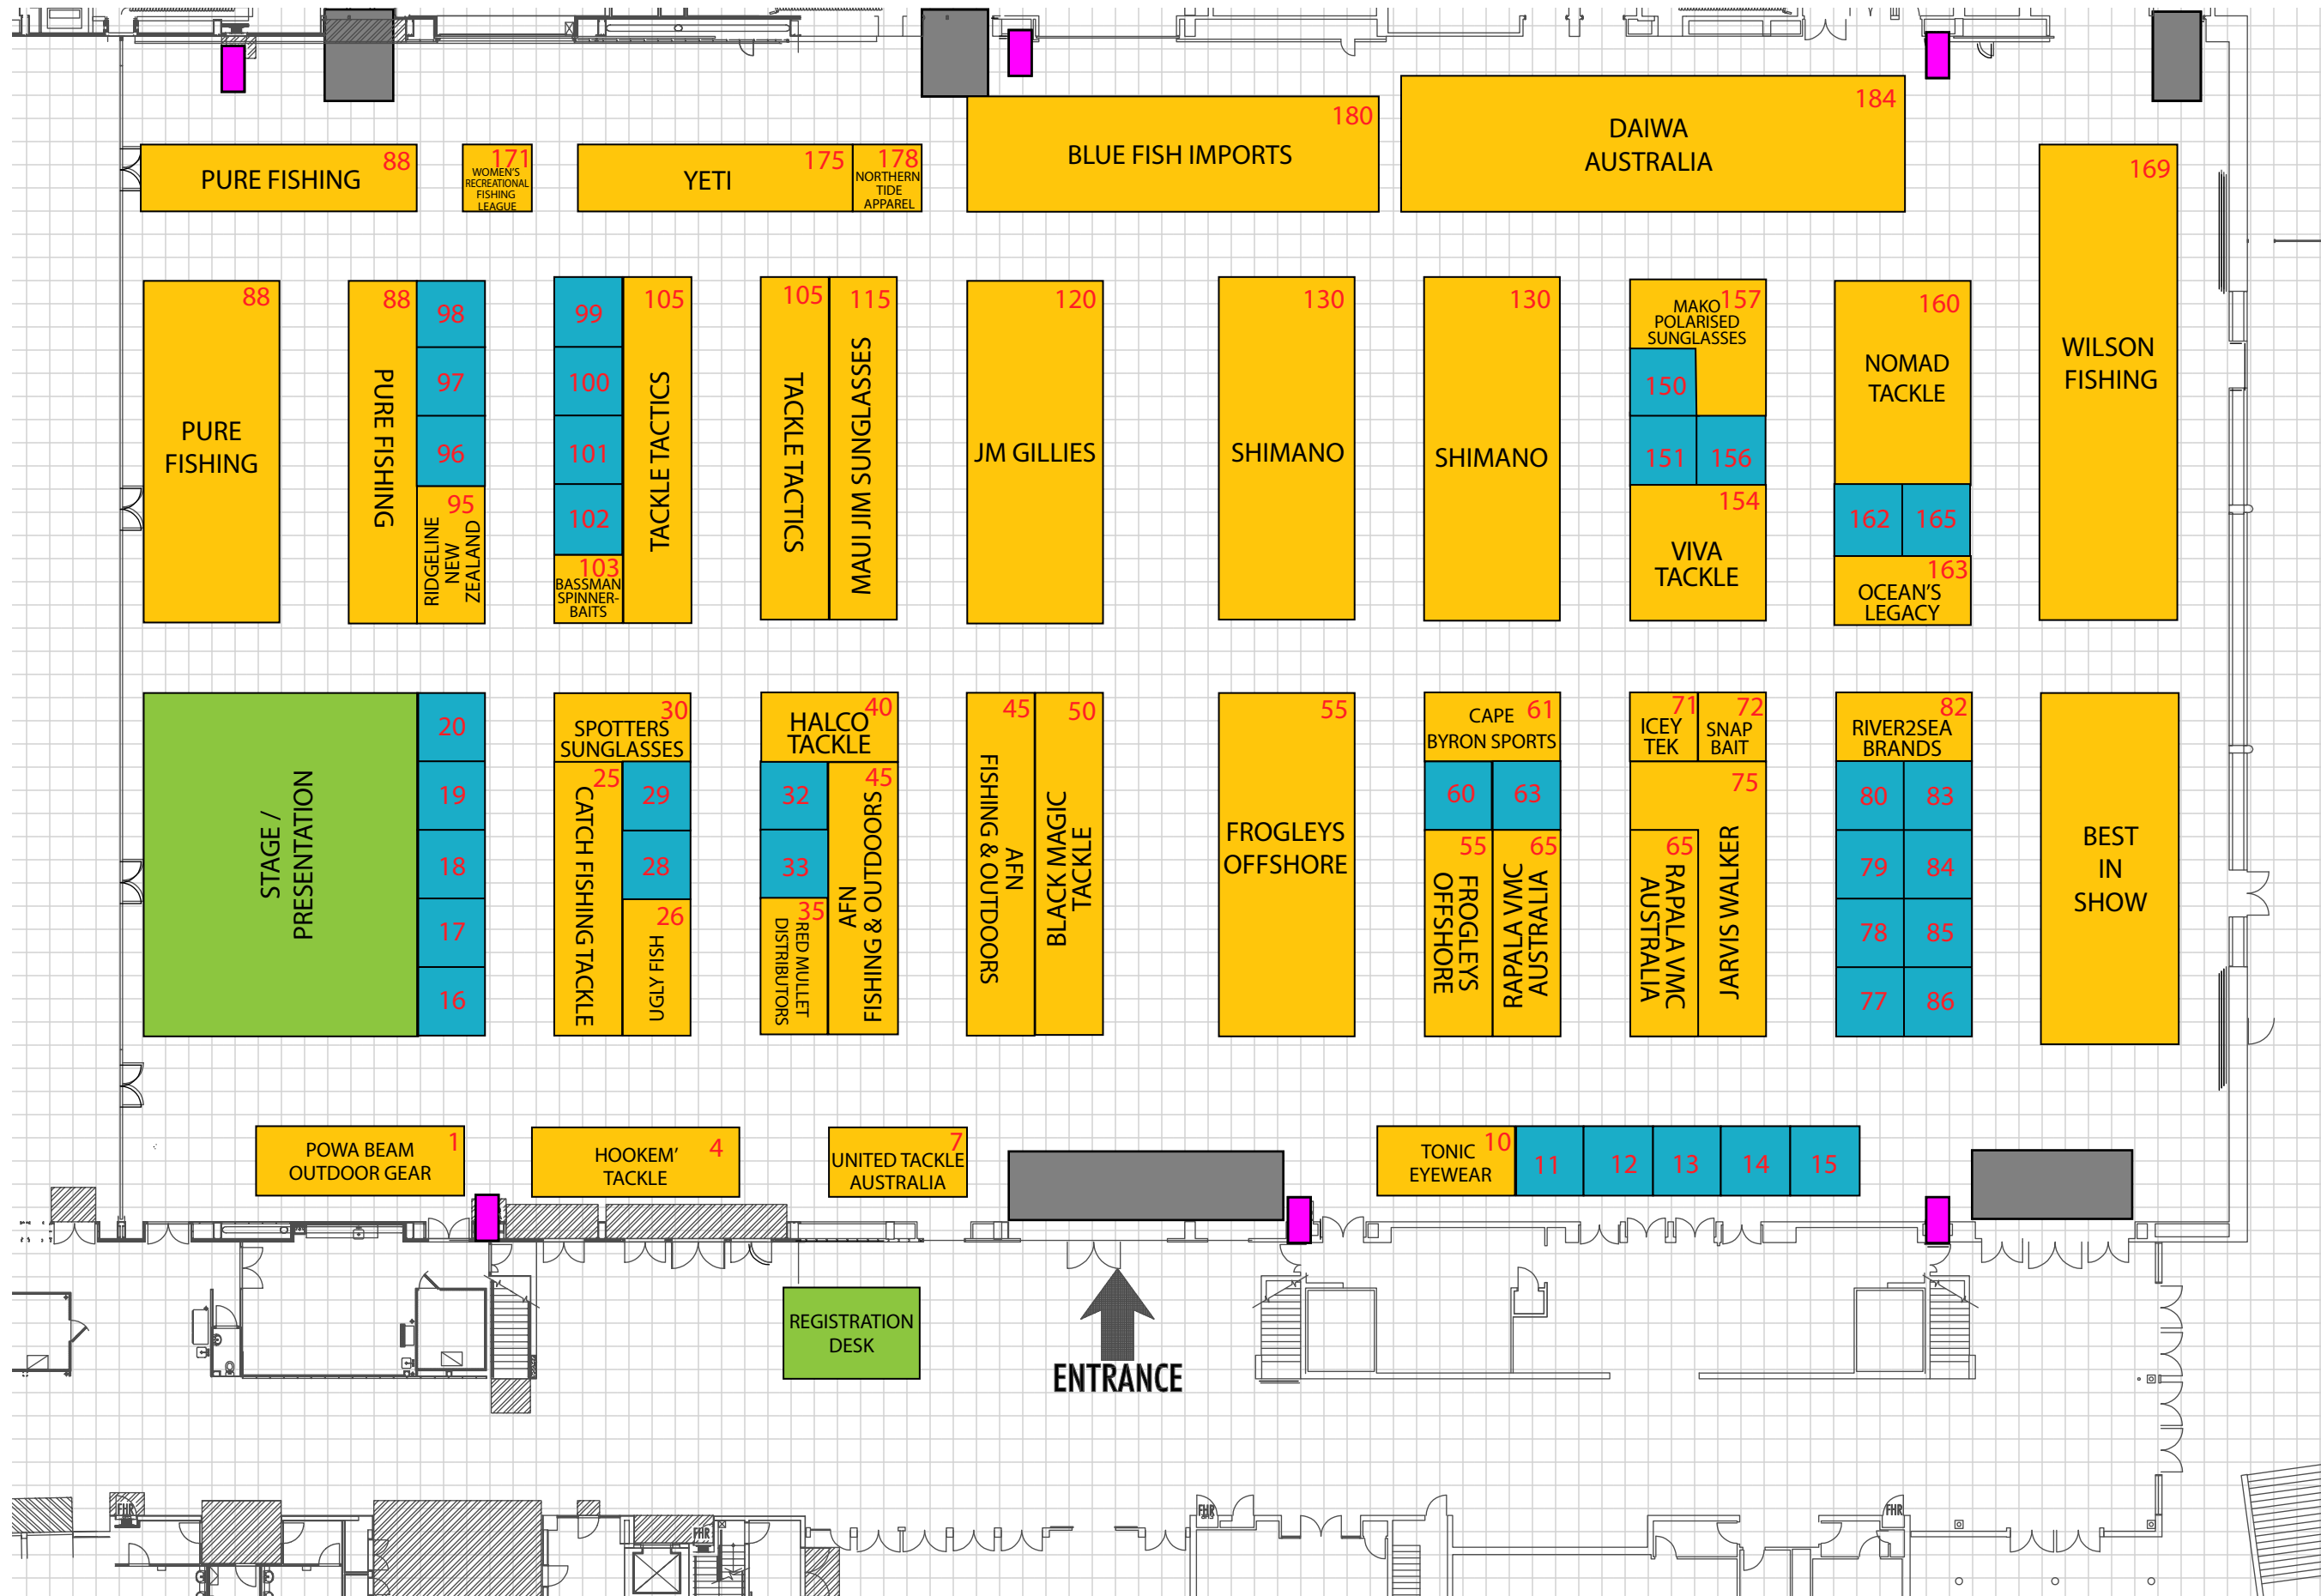 180
BLUE FISH IMPORTS
184
DAIWA
AUSTRALIA
88
PURE FISHING
171
WOMEN'S
RECREATIONAL
FISHING
LEAGUE
175
YETI
178
NORTHERN
TIDE
APPAREL
169
WILSON
FISHING
88
PURE
FISHING
88
PURE FISHING
98
97
96
95
RIDGELINE
NEW
ZEALAND
99
100
101
102
103
BASSMAN
SPINNER-
BAITS
105
TACKLE TACTICS
105
TACKLE TACTICS
115
MAUI JIM SUNGLASSES
120
JM GILLIES
130
SHIMANO
130
SHIMANO
157
MAKO
POLARISED
SUNGLASSES
150
151
156
154
VIVA
TACKLE
160
NOMAD
TACKLE
162
165
163
OCEAN'S
LEGACY
STAGE /
PRESENTATION
20
19
18
17
16
30
SPOTTERS
SUNGLASSES
25
CATCH FISHING TACKLE
29
28
26
UGLY FISH
40
HALCO
TACKLE
32
33
35
RED MULLET
DISTRIBUTORS
45
AFN
FISHING & OUTDOORS
45
AFN
FISHING & OUTDOORS
50
BLACK MAGIC
TACKLE
55
FROGLEYS
OFFSHORE
61
CAPE
BYRON SPORTS
60
63
55
FROGLEYS
OFFSHORE
65
RAPALA VMC
AUSTRALIA
71
ICEY
TEK
72
SNAP
BAIT
75
JARVIS WALKER
65
RAPALA VMC
AUSTRALIA
82
RIVER2SEA
BRANDS
80
83
79
84
78
85
77
86
BEST
IN
SHOW
1
POWA BEAM
OUTDOOR GEAR
4
HOOKEM'
TACKLE
7
UNITED TACKLE
AUSTRALIA
10
TONIC
EYEWEAR
11
12
13
14
15
REGISTRATION
DESK
ENTRANCE
FHR
FHR
FHR
FHR